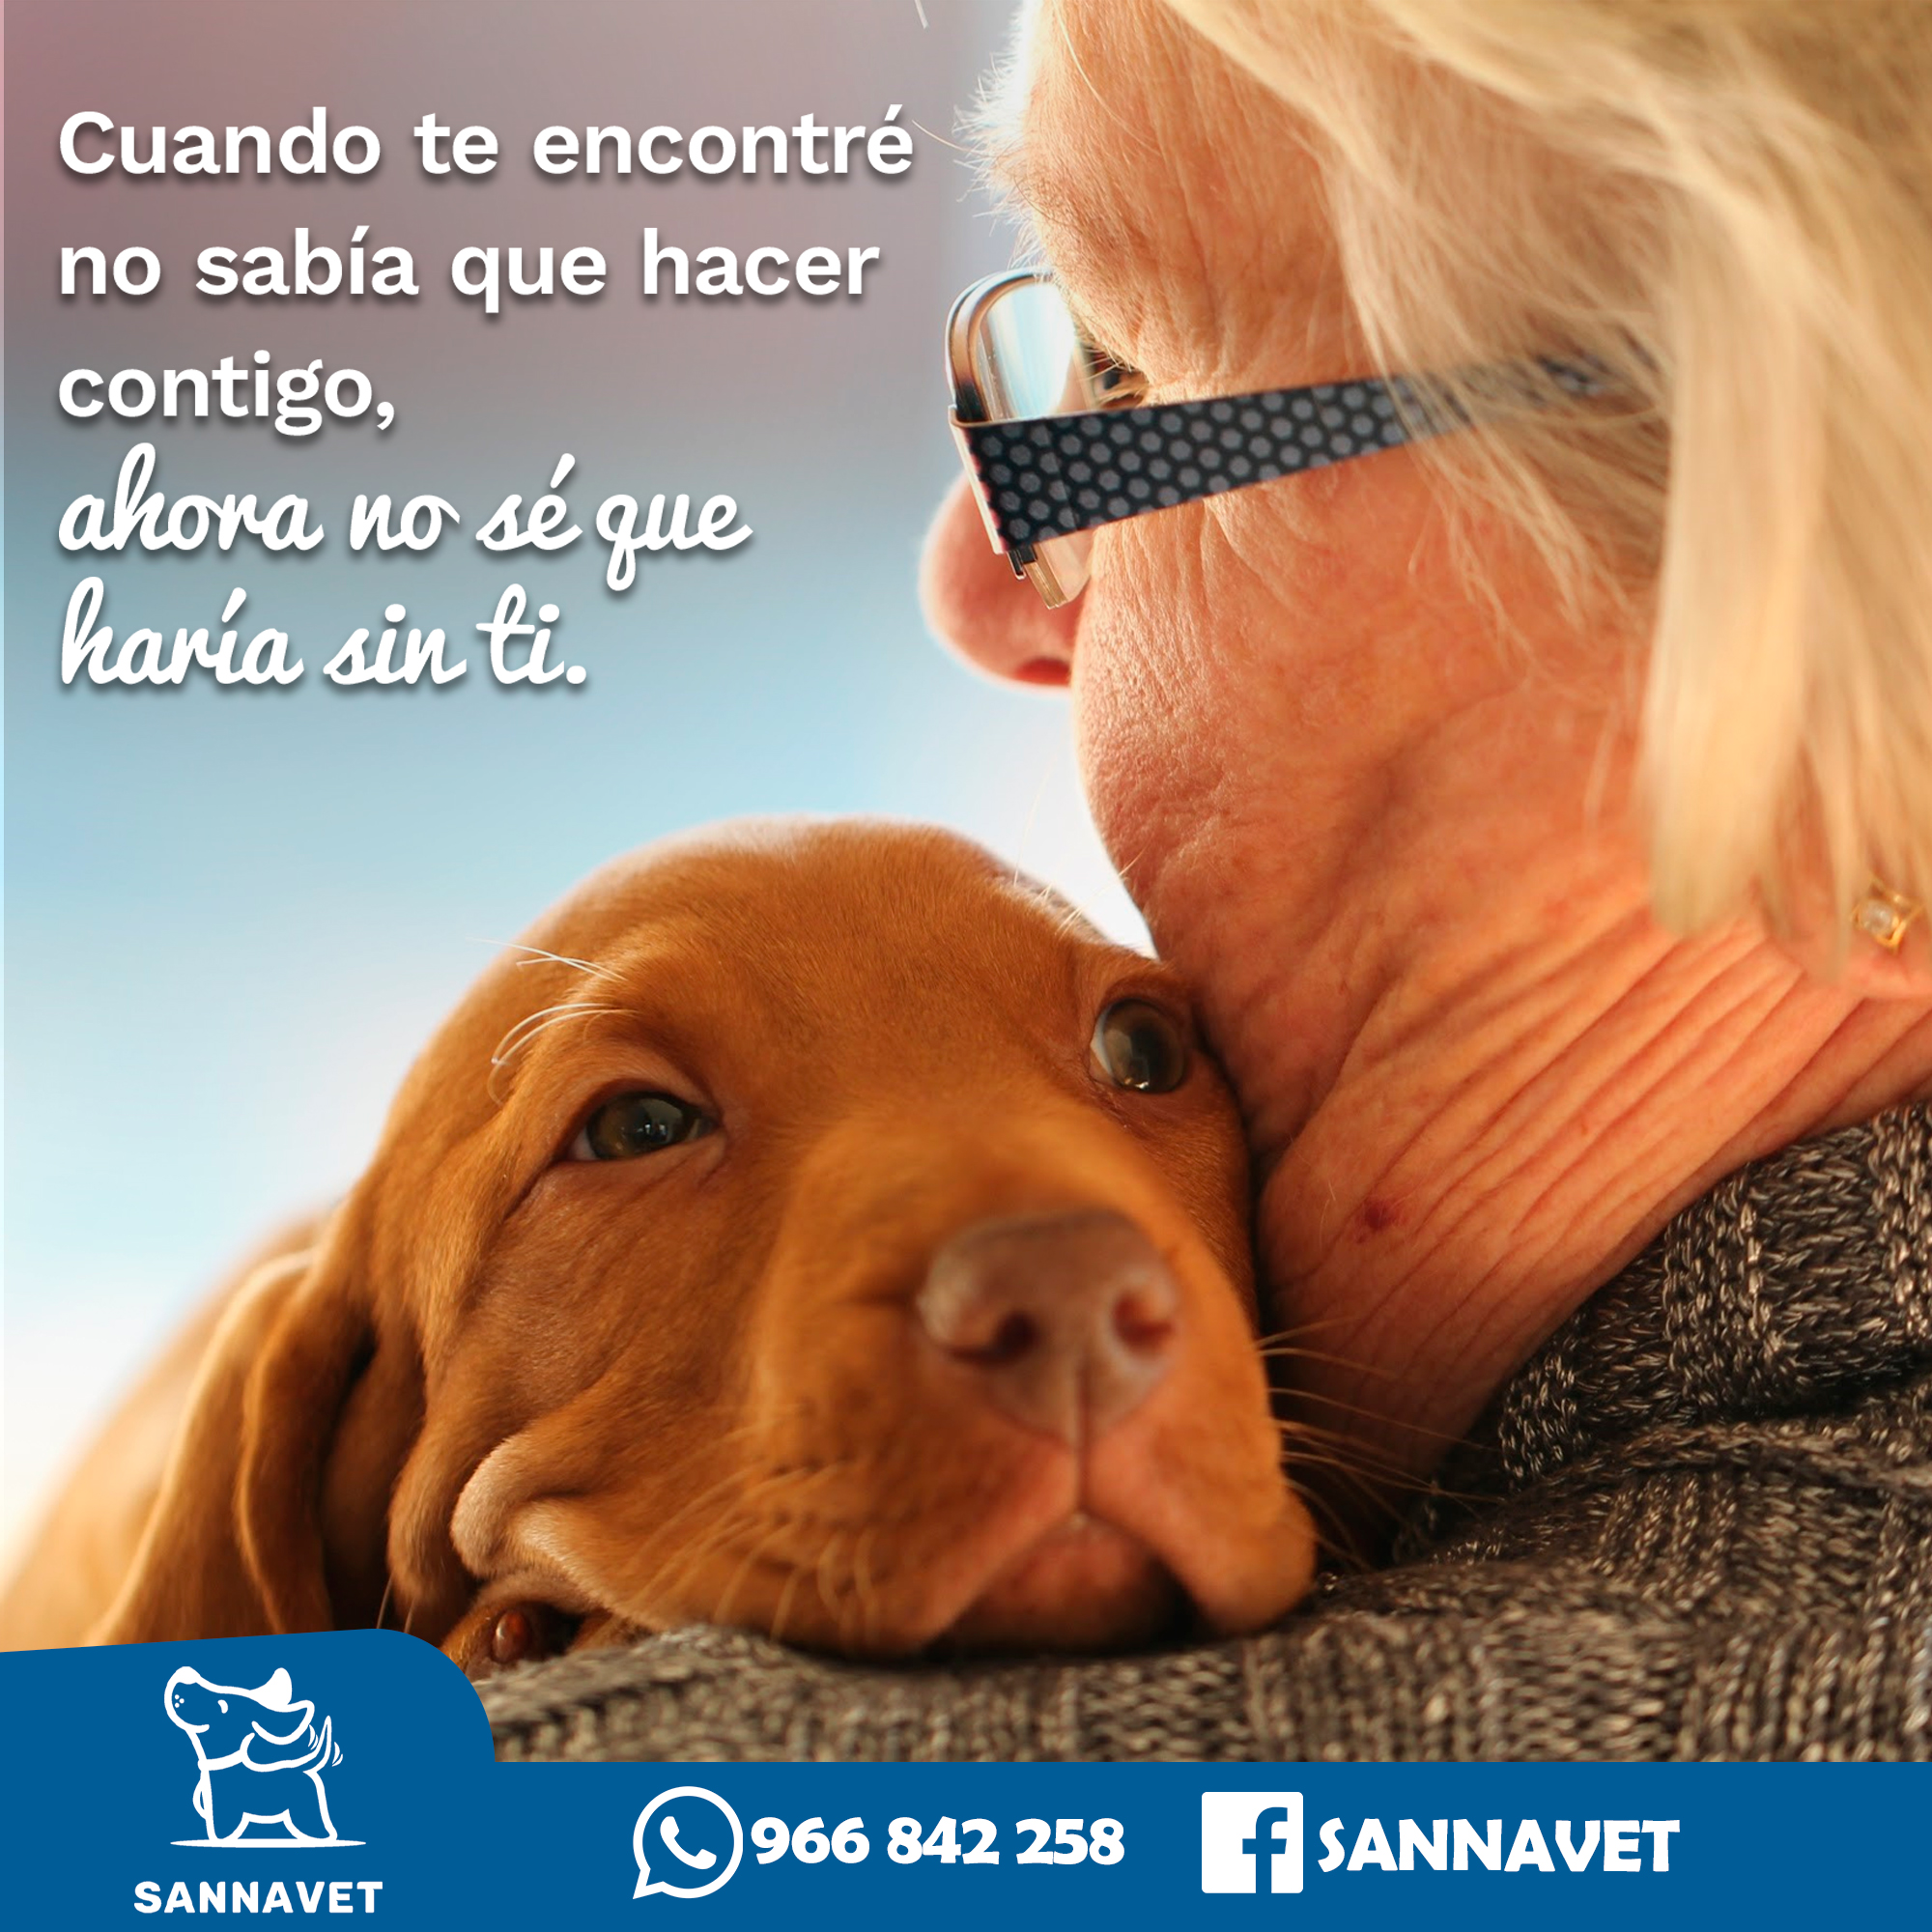 Cuando te encontré
no sabía que hacer
contigo,
ahora no sé que
haría sin ti.
SANNAVET
966 842 258
SANNAVET